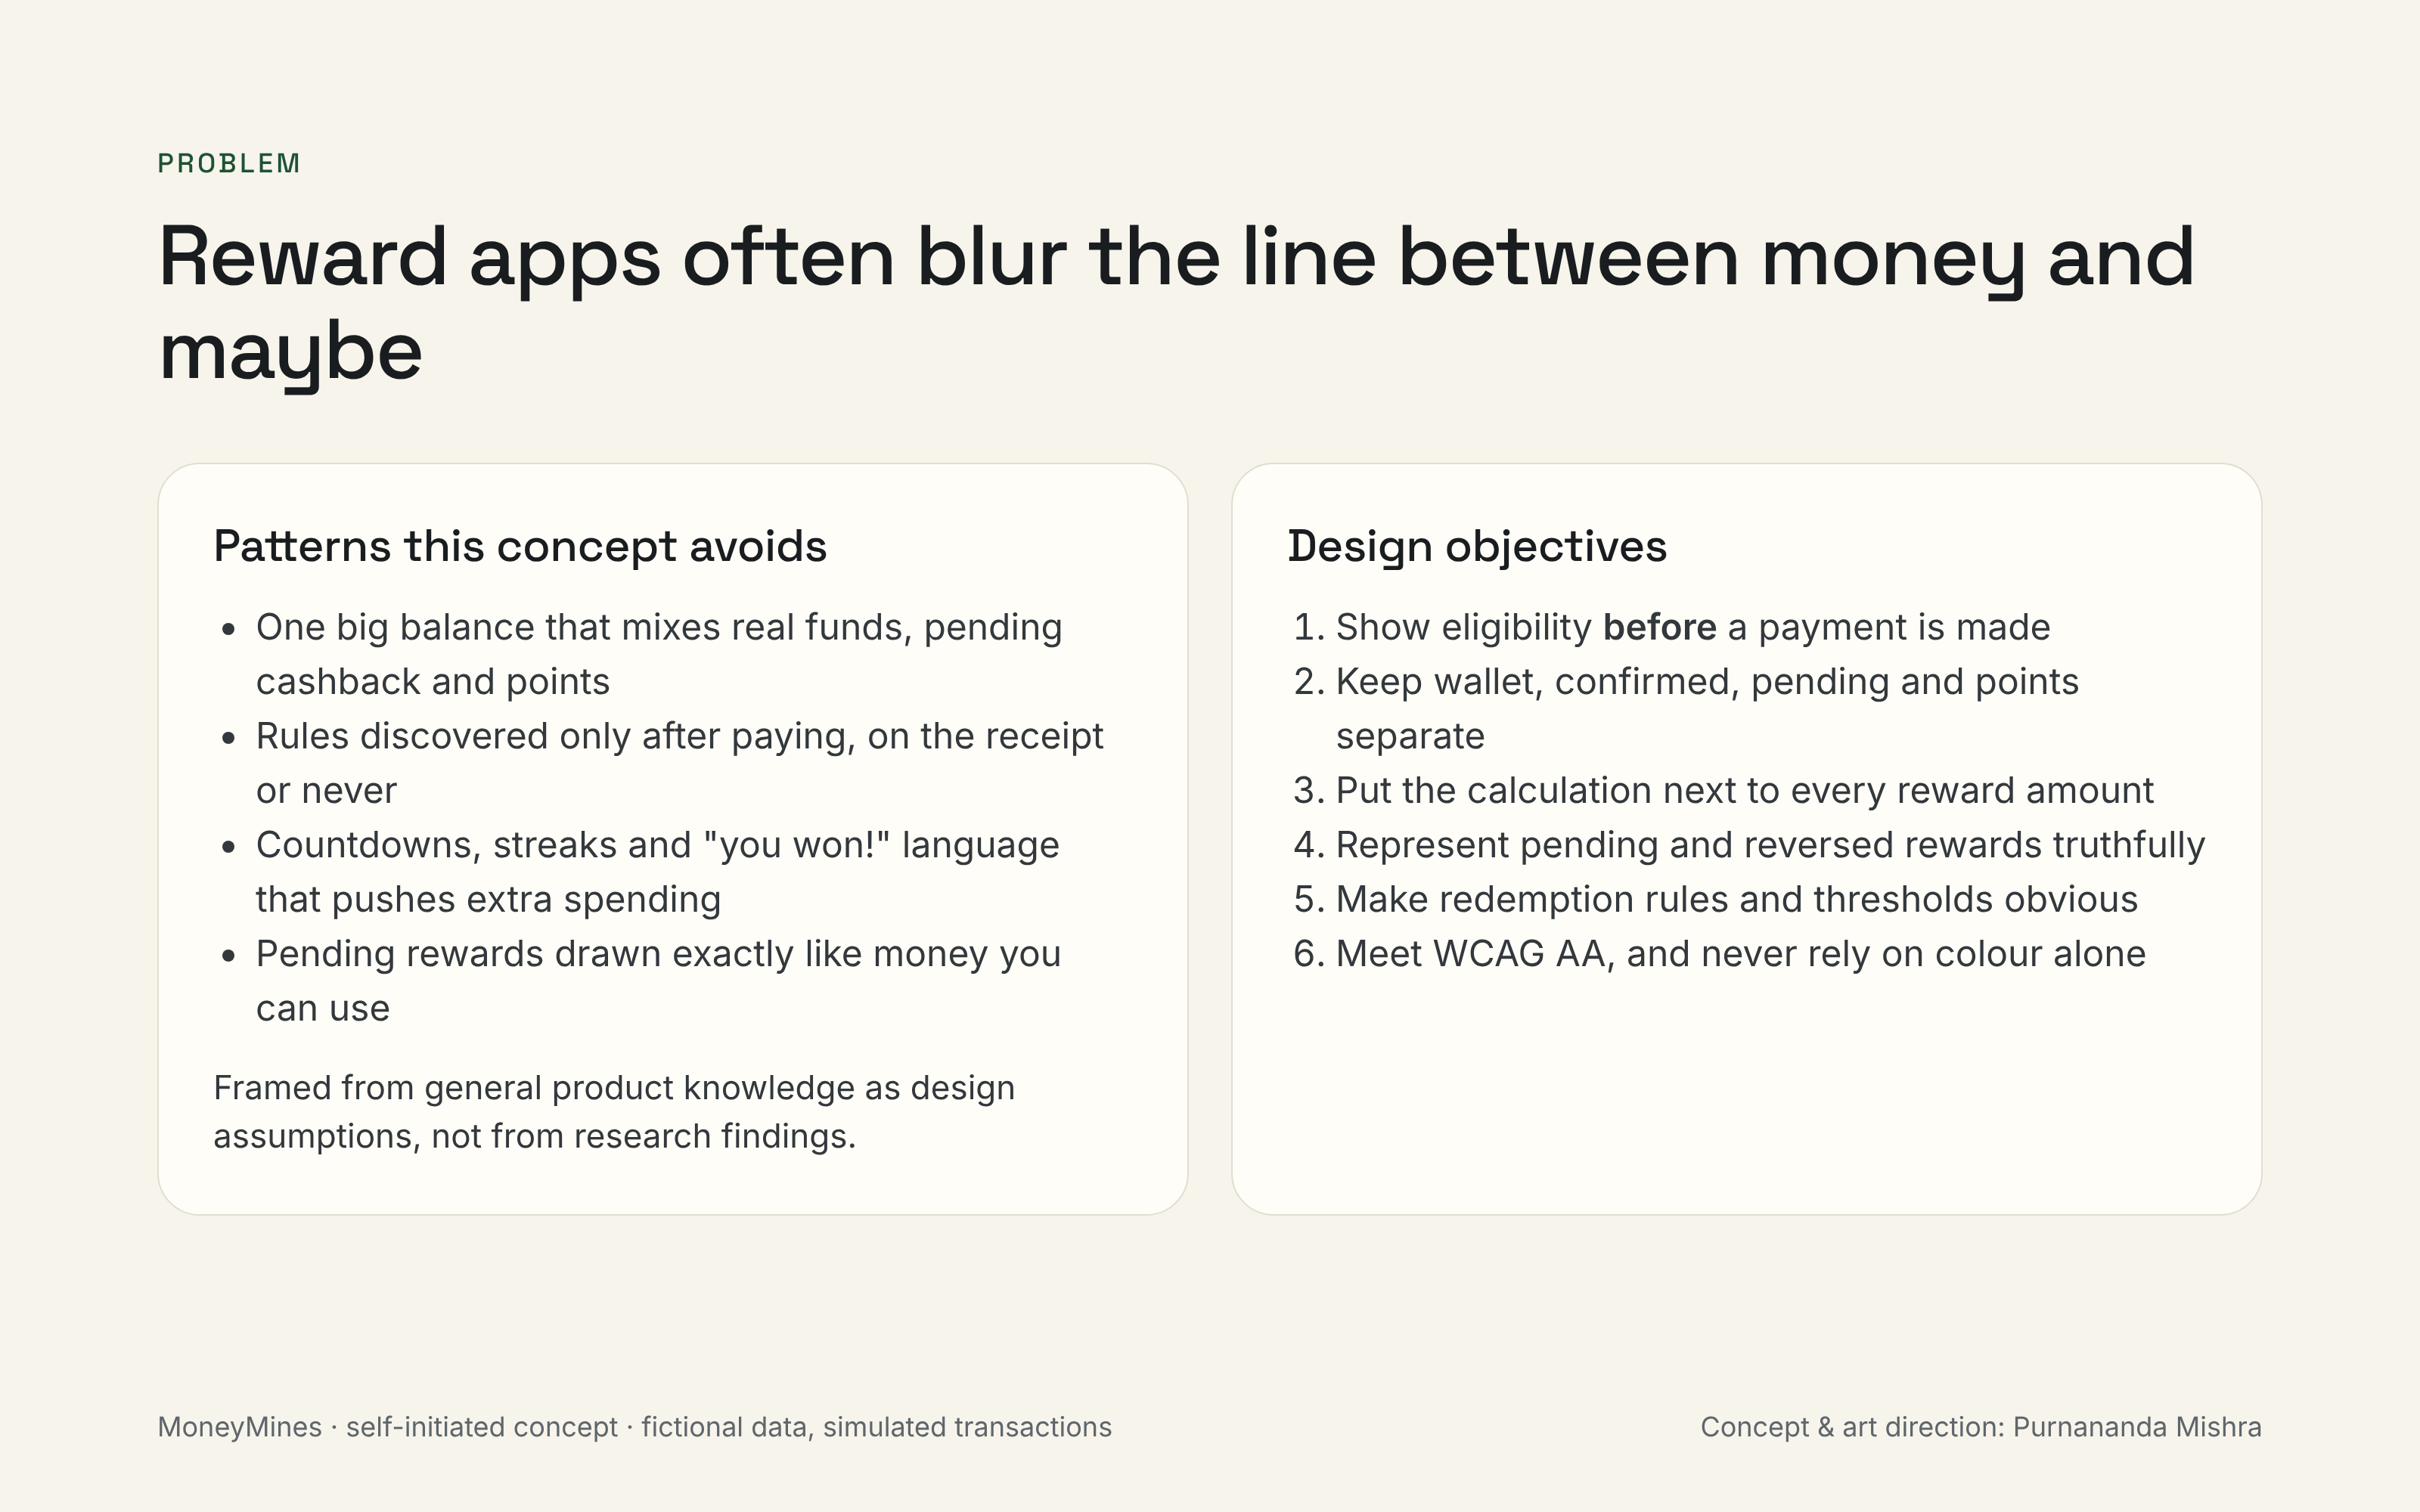 PROBLEM
Reward apps often blur the line between money and
maybe
Patterns this concept avoids
• One big balance that mixes real funds, pending
cashback and points
• Rules discovered only after paying, on the receipt
or never
• Countdowns, streaks and "you won!" language
that pushes extra spending
• Pending rewards drawn exactly like money you
can use
Framed from general product knowledge as design
assumptions, not from research findings.
Design objectives
1. Show eligibility before a payment is made
2. Keep wallet, confirmed, pending and points
separate
3. Put the calculation next to every reward amount
4. Represent pending and reversed rewards truthfully
5. Make redemption rules and thresholds obvious
6. Meet WCAG AA, and never rely on colour alone
MoneyMines · self-initiated concept · fictional data, simulated transactions
Concept & art direction: Purnananda Mishra